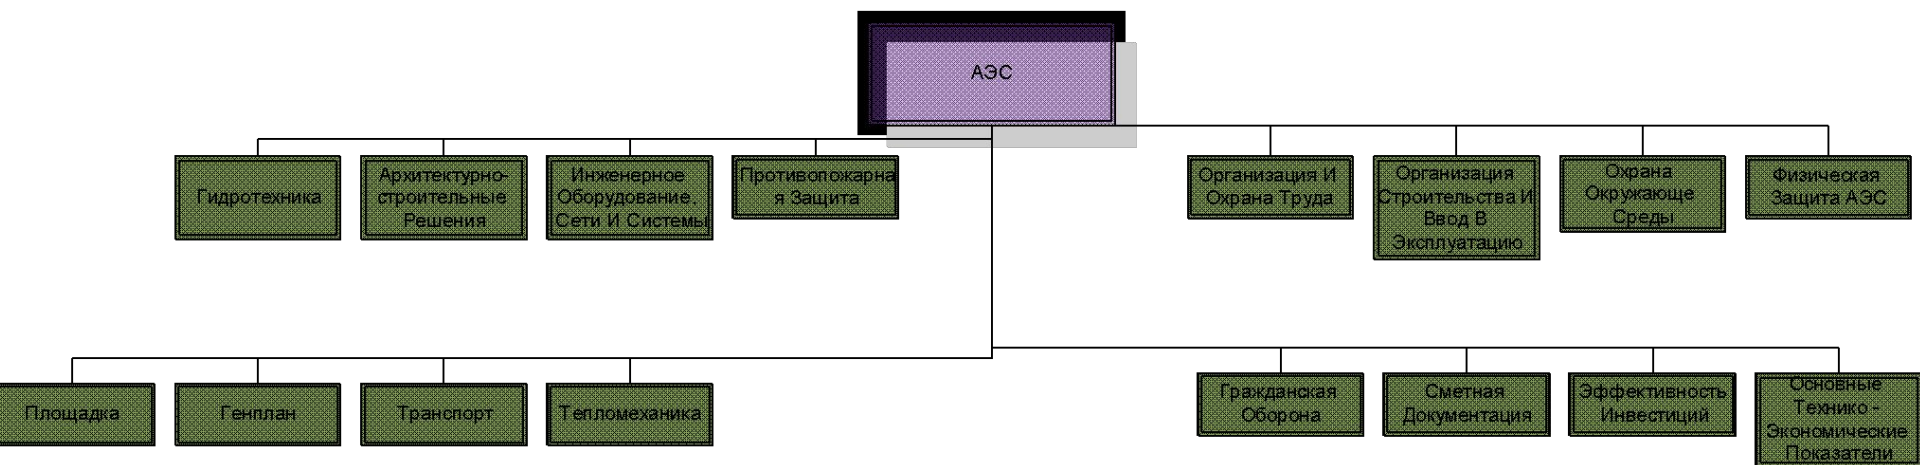 АЭС
Гидротехника
Архитектурно-
строительные
Решения
Инженерное
Оборудование.
Сети И Системы
Противопожарна
я Защита
Организация И
Охрана Труда
Организация
Строительства И
Ввод В
Эксплуатацию
Охрана
Окружающе
Среды
Физическая
Защита АЭС
Площадка
Генплан
Транспорт
Тепломеханика
Гражданская
Оборона
Сметная
Документация
Эффективность
Инвестиций
Основные
Технико -
Экономические
Показатели